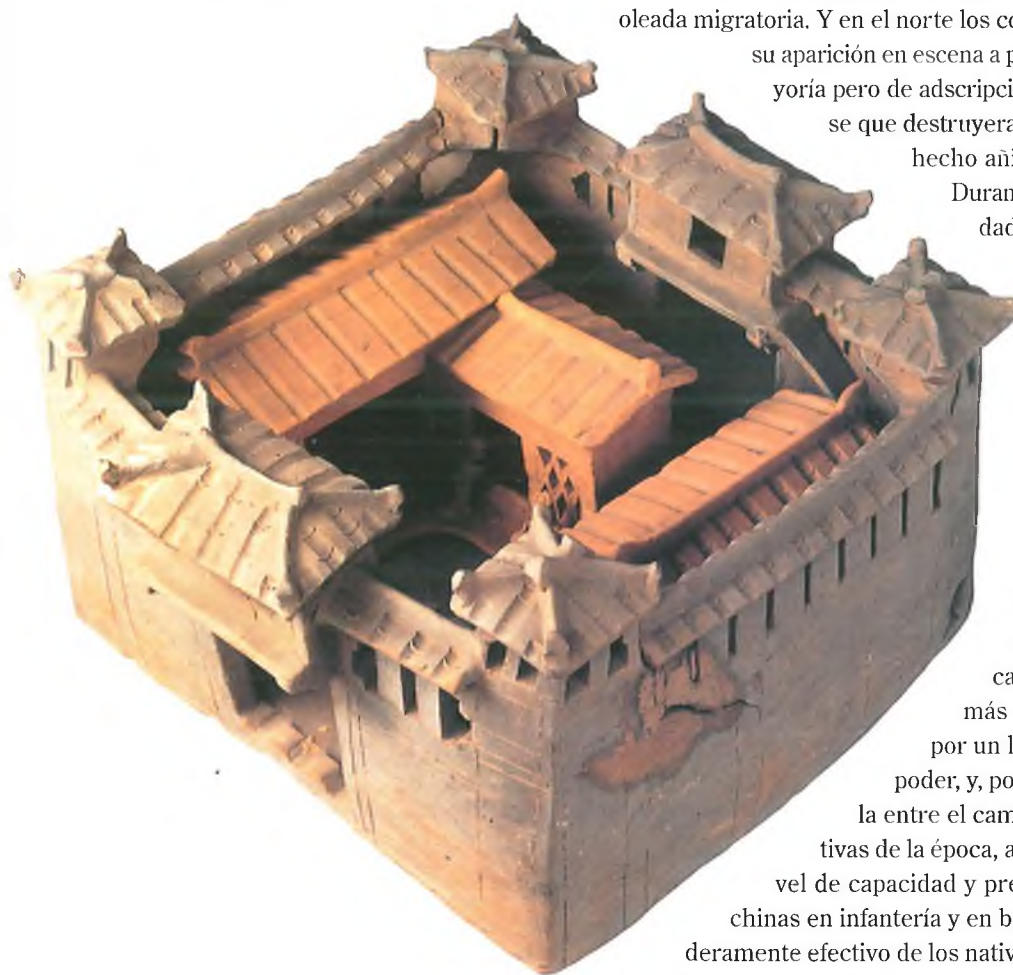 oleada migratoria. Y en el norte los co
su aparición en escena a p
yoría pero de adscripci
se que destruyera
hecho añi
Duran
dad
ca
más
por un l
poder, y, po
la entre el cam
tivas de la época, a
vel de capacidad y pre
chinas en infantería y en b
deramente efectivo de los nativ